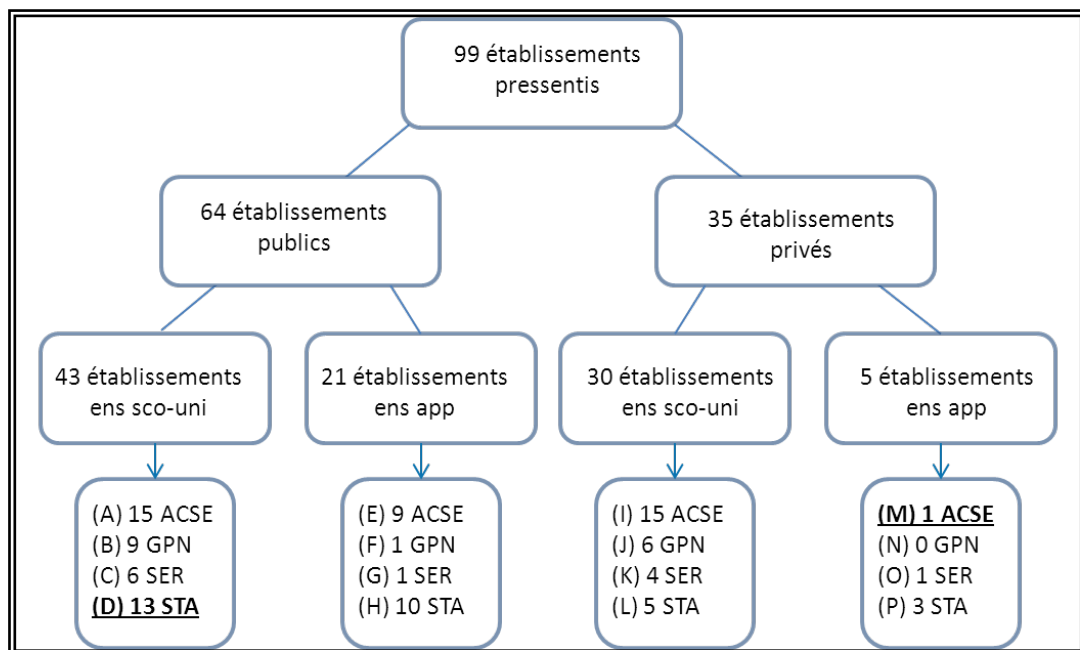 99 établissements
pressentis
64 établissements
publics
35 établissements
privés
43 établissements
ens sco-uni
21 établissements
ens app
30 établissements
ens sco-uni
5 établissements
ens app
(A) 15 ACSE
(B) 9 GPN
(C) 6 SER
(D) 13 STA
(E) 9 ACSE
(F) 1 GPN
(G) 1 SER
(H) 10 STA
(I) 15 ACSE
(J) 6 GPN
(K) 4 SER
(L) 5 STA
(M) 1 ACSE
(N) 0 GPN
(O) 1 SER
(P) 3 STA